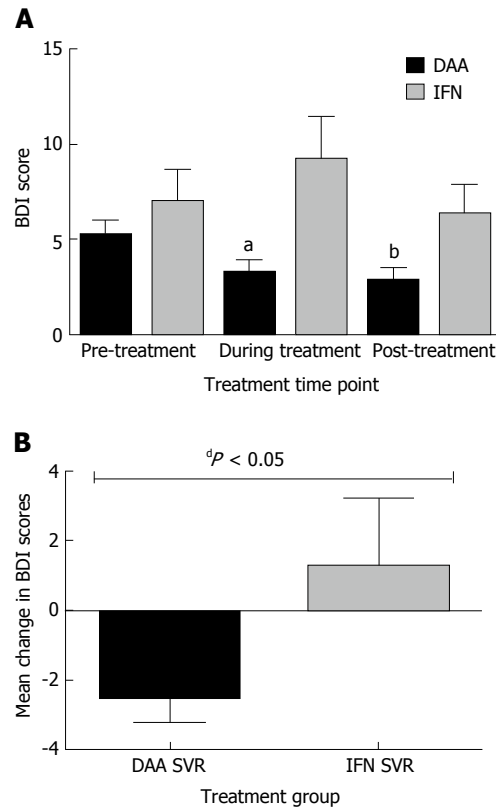 A
15
DAA
IFN
10
BDI score
a
b
5
0
Pre-treatment During treatment Post-treatment
Treatment time point
B
ᵈP < 0.05
4
2
Mean change in BDI scores
0
-2
-4
DAA SVR IFN SVR
Treatment group